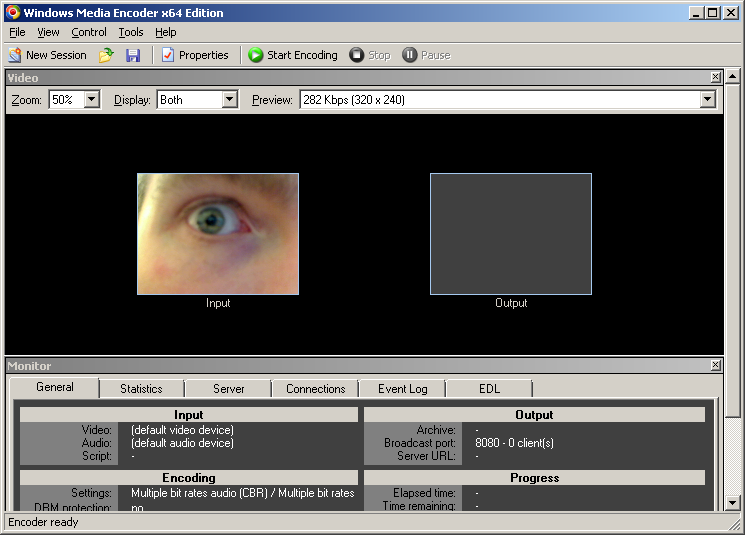 Windows Media Encoder x64 Edition
File View Control Tools Help
New Session Properties Start Encoding Stop Pause
Video
Zoom: 50% Display: Both Preview: 282 Kbps (320 x 240)
Input Output
Monitor
General Statistics Server Connections Event Log EDL
Input Output
Video: (default video device) Archive: -
Audio: (default audio device) Broadcast port: 8080 - 0 client(s)
Script: - Server URL: -
Encoding Progress
Settings: Multiple bit rates audio (CBR) / Multiple bit rates Elapsed time: -
DRM protection: no Time remaining: -
Encoder ready